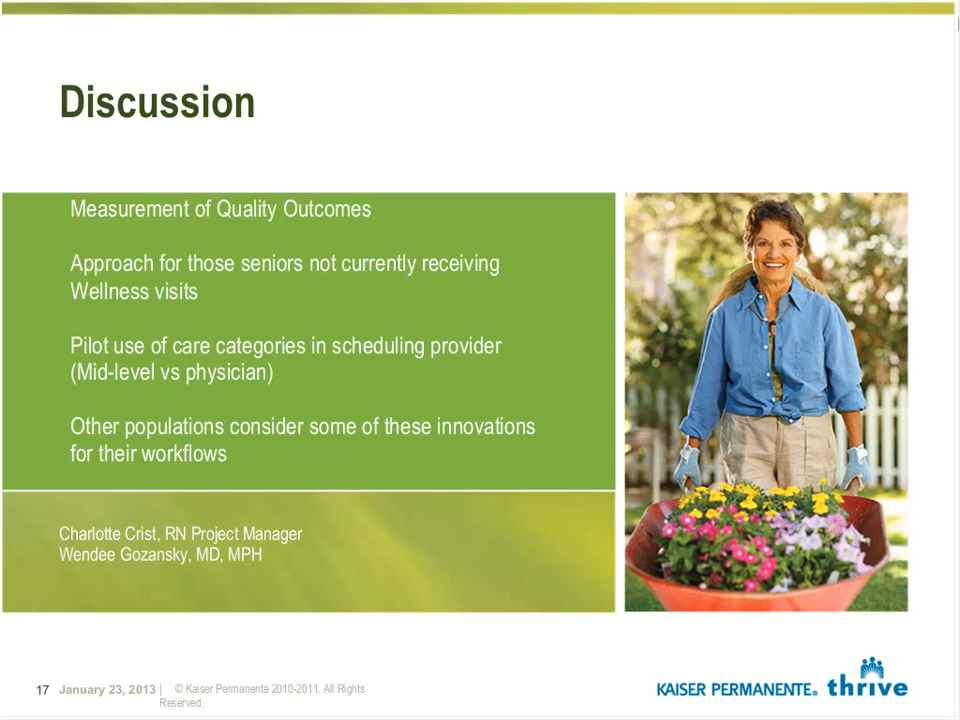 Discussion
Measurement of Quality Outcomes
Approach for those seniors not currently receiving
Wellness visits
Pilot use of care categories in scheduling provider
(Mid-level vs physician)
Other populations consider some of these innovations
for their workflows
Charlotte Crist, RN Project Manager
Wendee Gozansky, MD, MPH
17 January 23, 2013 | © Kaiser Permanente 2010-2011. All Rights
Reserved.
KAISER PERMANENTE® thrive